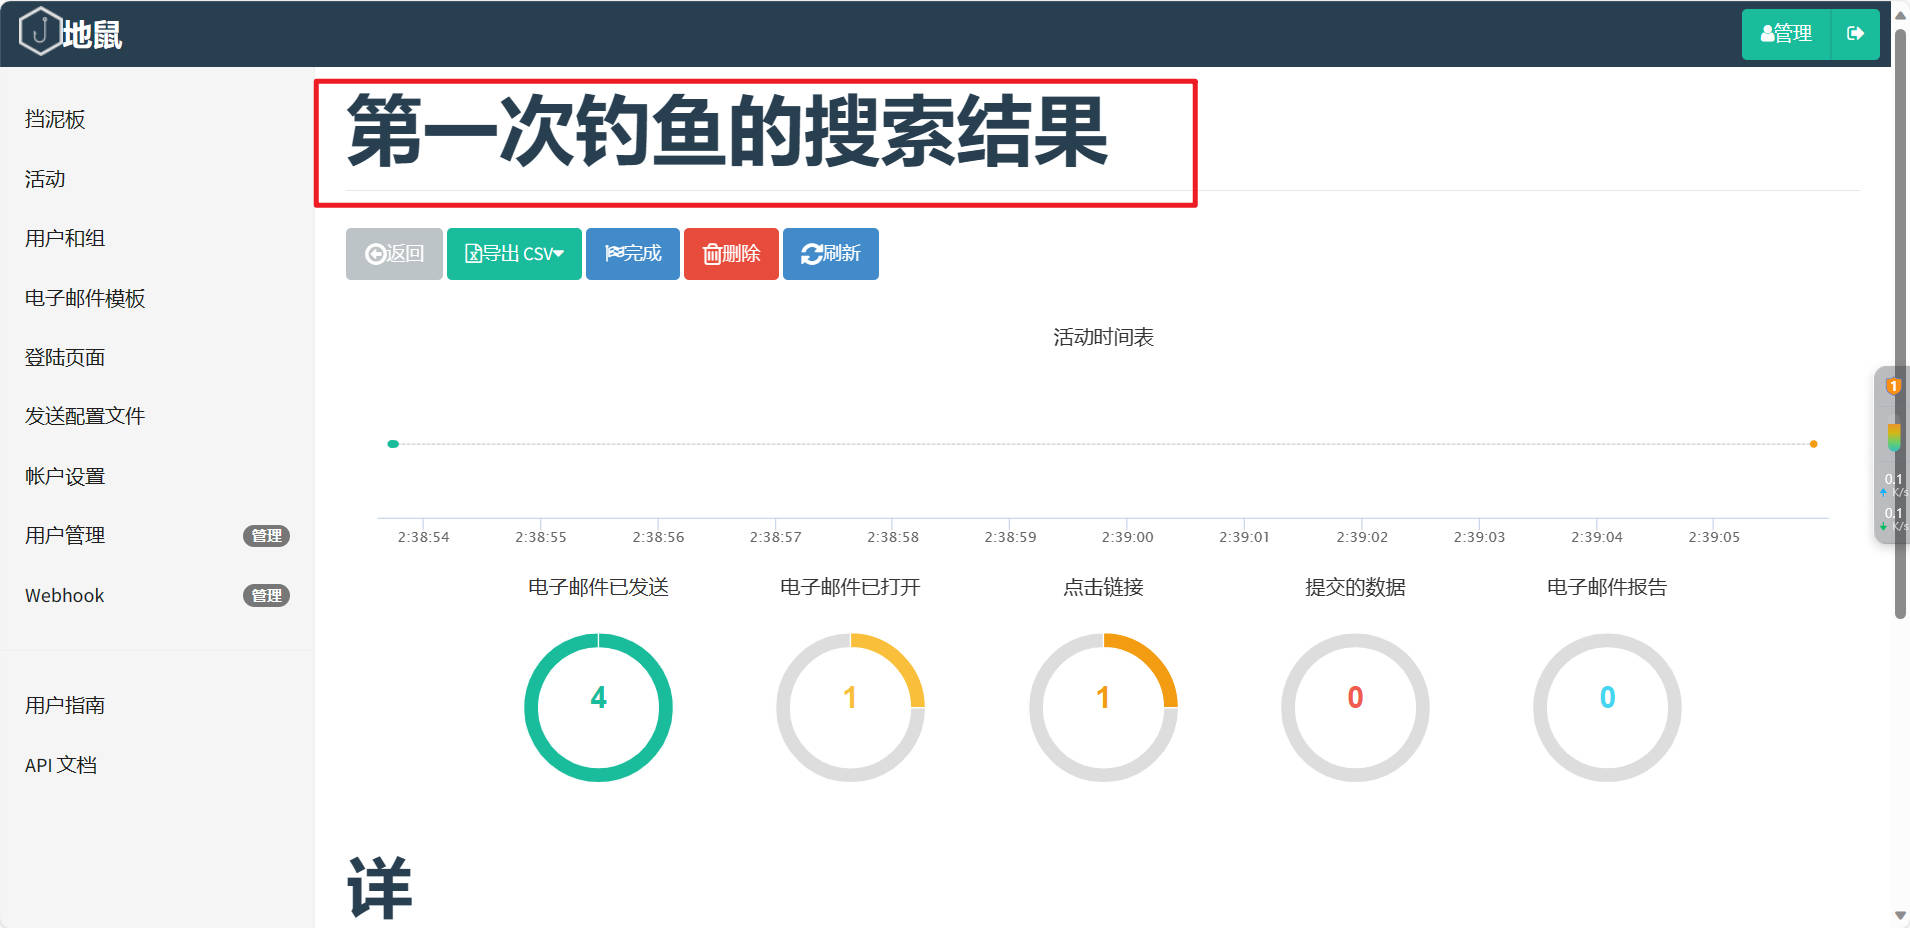 地鼠
管理
挡泥板
活动
用户和组
电子邮件模板
登陆页面
发送配置文件
帐户设置
用户管理 管理
Webhook 管理
用户指南
API 文档
第一次钓鱼的搜索结果
返回 导出 CSV 完成 删除 刷新
活动时间表
2:38:54 2:38:55 2:38:56 2:38:57 2:38:58 2:38:59 2:39:00 2:39:01 2:39:02 2:39:03 2:39:04 2:39:05
电子邮件已发送 电子邮件已打开 点击链接 提交的数据 电子邮件报告
4 1 1 0 0
详
1
0.1
K/s
0.1
K/s